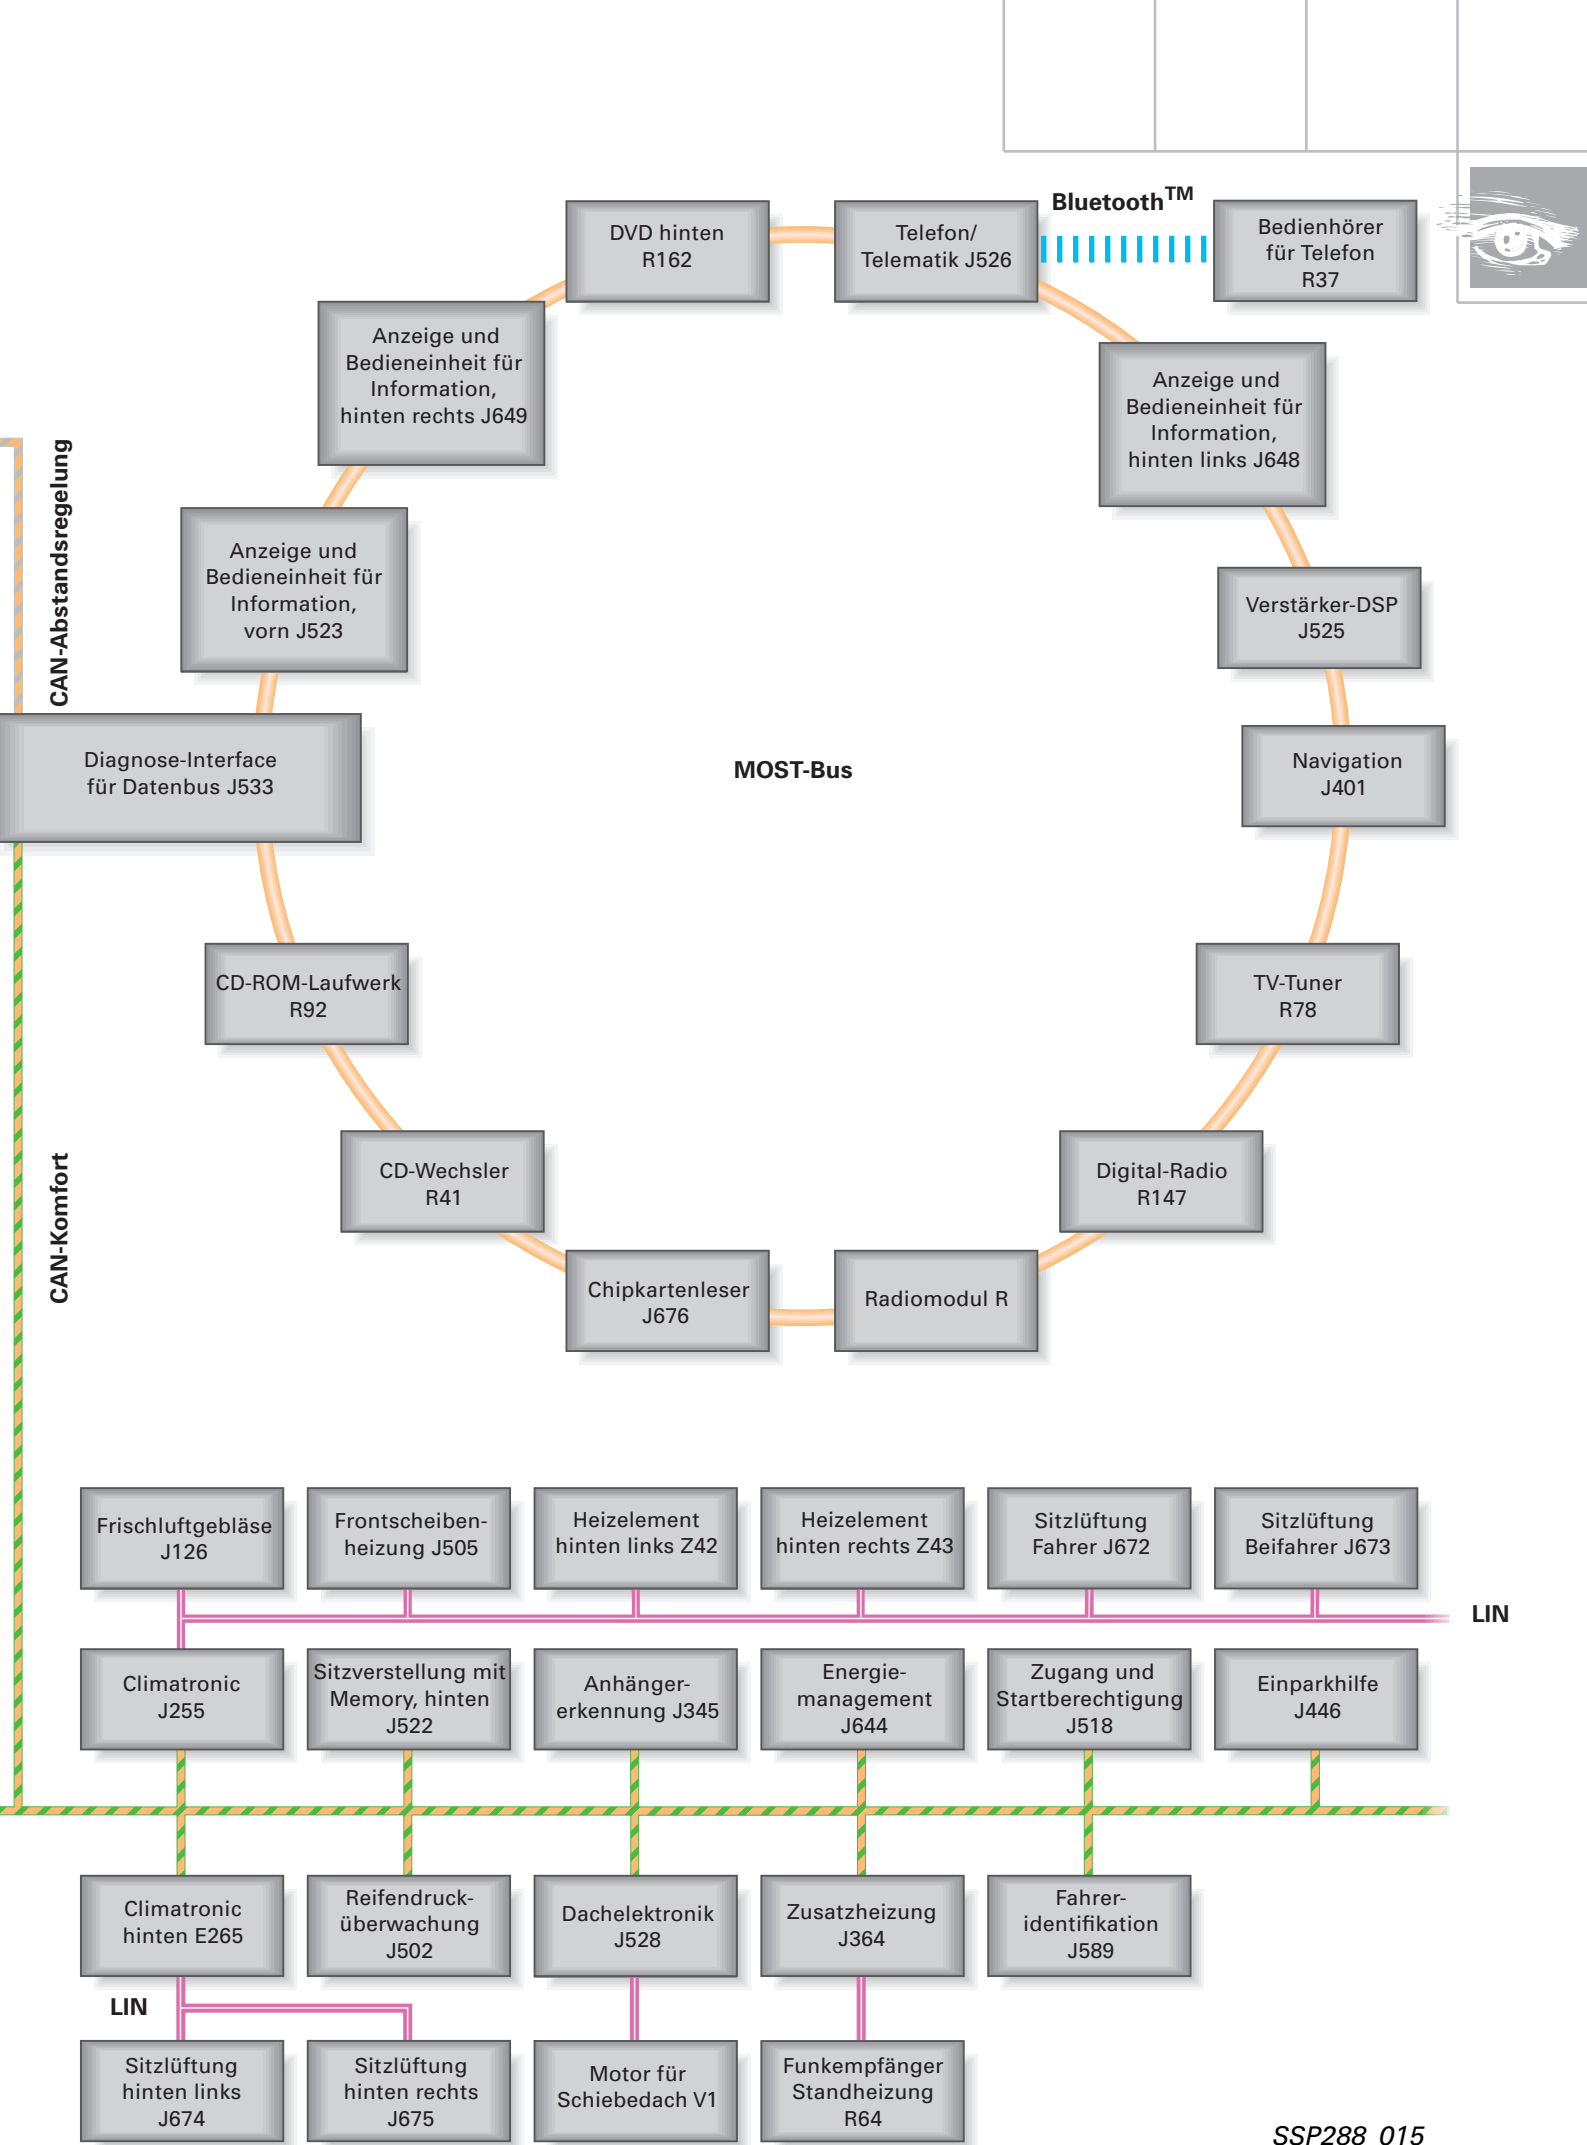 Bluetooth™
DVD hinten
R162
Telefon/
Telematik J526
Bedienhörer
für Telefon
R37
Anzeige und
Bedieneinheit für
Information,
hinten rechts J649
Anzeige und
Bedieneinheit für
Information,
hinten links J648
CAN-Abstandsregelung
Anzeige und
Bedieneinheit für
Information,
vorn J523
Verstärker-DSP
J525
Diagnose-Interface
für Datenbus J533
MOST-Bus
Navigation
J401
CD-ROM-Laufwerk
R92
TV-Tuner
R78
CAN-Komfort
CD-Wechsler
R41
Digital-Radio
R147
Chipkartenleser
J676
Radiomodul R
Frischluftgebläse
J126
Frontscheiben-
heizung J505
Heizelement
hinten links Z42
Heizelement
hinten rechts Z43
Sitzlüftung
Fahrer J672
Sitzlüftung
Beifahrer J673
LIN
Climatronic
J255
Sitzverstellung mit
Memory, hinten
J522
Anhänger-
erkennung J345
Energie-
management
J644
Zugang und
Startberechtigung
J518
Einparkhilfe
J446
Climatronic
hinten E265
Reifendruck-
überwachung
J502
Dachelektronik
J528
Zusatzheizung
J364
Fahrer-
identifikation
J589
LIN
Sitzlüftung
hinten links
J674
Sitzlüftung
hinten rechts
J675
Motor für
Schiebedach V1
Funkempfänger
Standheizung
R64
SSP288_015